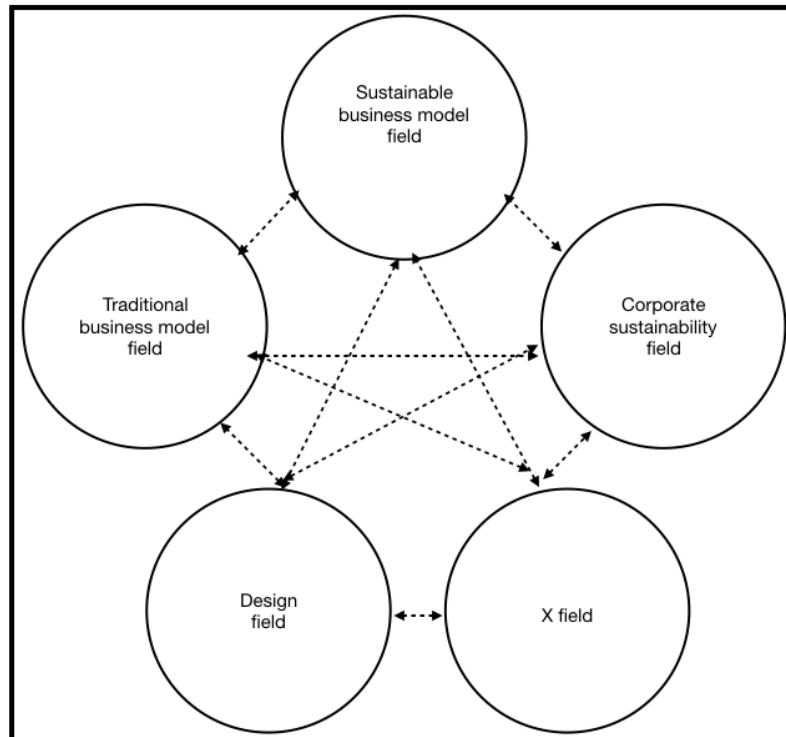 Sustainable
business model
field
Traditional
business model
field
Corporate
sustainability
field
Design
field
X field